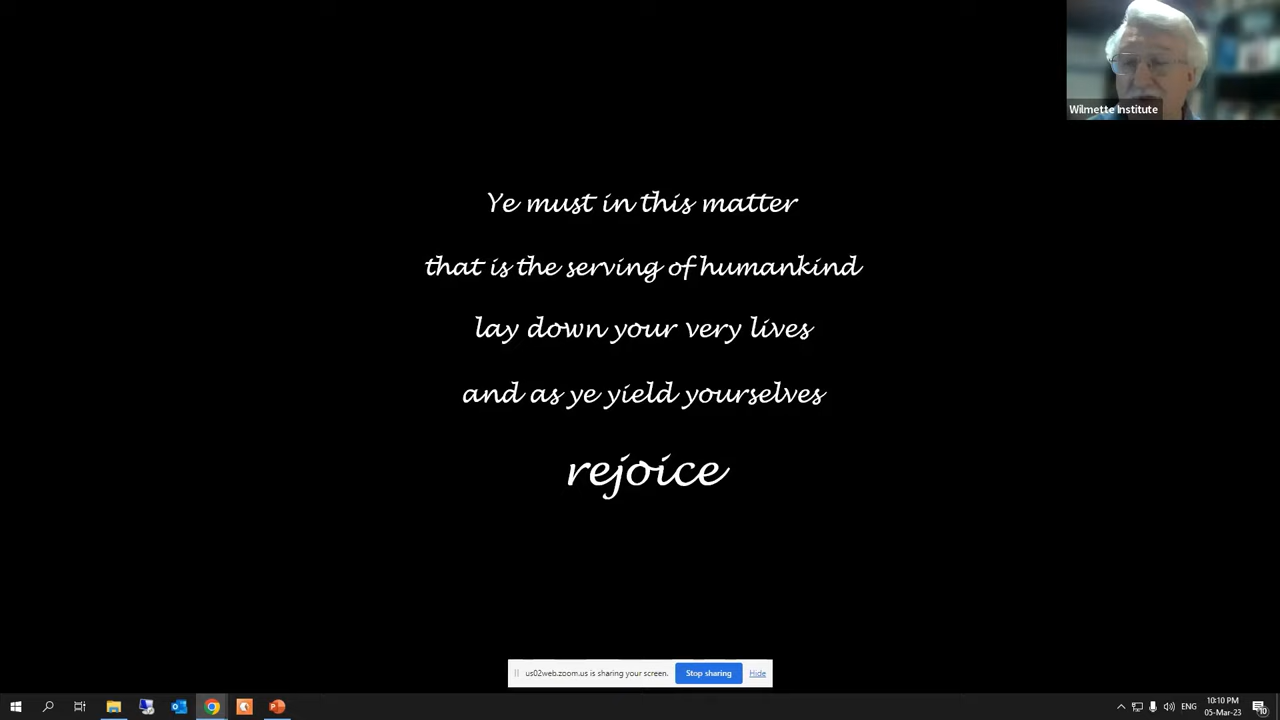 Wilmette Institute
Ye must in this matter
that is the serving of humankind
lay down your very lives
and as ye yield yourselves
rejoice
us02web.zoom.us is sharing your screen.
Stop sharing
Hide
ENG
10:10 PM
05-Mar-23
10